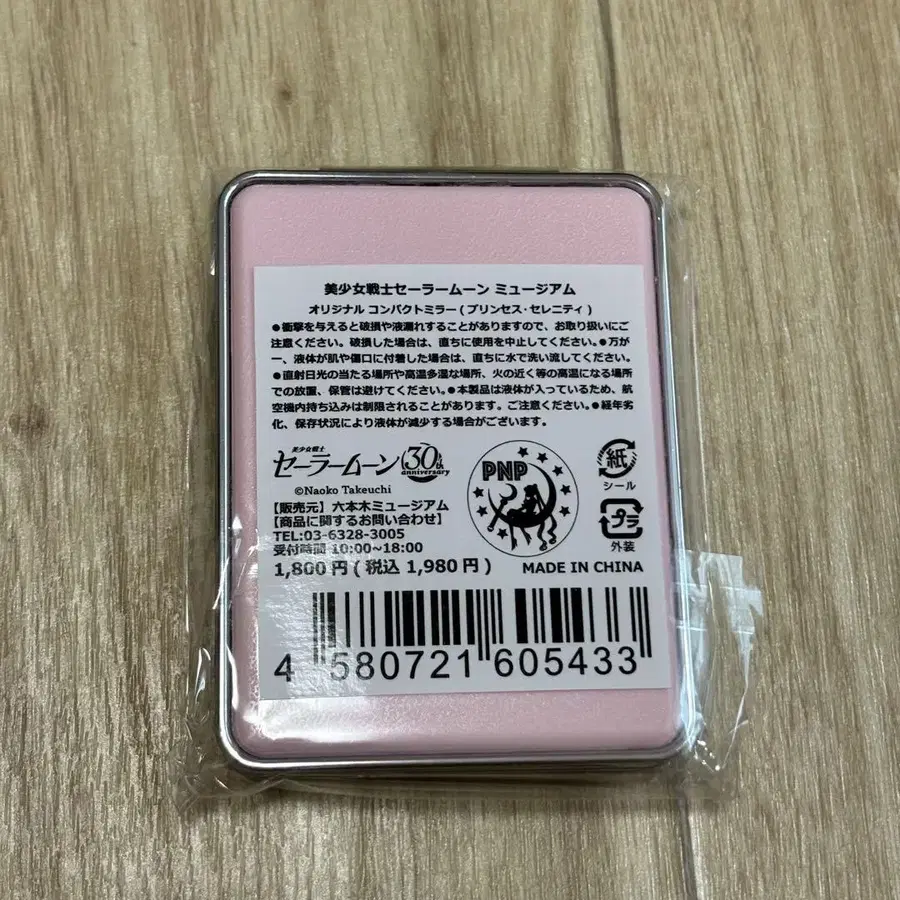 美少女戦士セーラームーン ミュージアム
オリジナル コンパクトミラー ( プリンセス・セレニティ )
●衝撃を与えると破損や液漏れすることがありますので、お取り扱いにご
注意ください。破損した場合は、直ちに使用を中止してください。●万が
一、液体が肌や傷口に付着した場合は、直ちに水で洗い流してください。
●直射日光の当たる場所や高温多湿な場所、火の近く等の高温になる場所
での放置、保管は避けてください。●本製品は液体が入っているため、航
空機内持ち込みは制限されることがあります。ご注意ください。●経年劣
化、保存状況により液体が減少する場合がございます。
美少女戦士
セーラームーン 30th anniversary
©Naoko Takeuchi
【販売元】六本木ミュージアム
【商品に関するお問い合わせ】
TEL:03-6328-3005
受付時間 10:00~18:00
1,800 円 ( 税込 1,980 円 )
PNP
紙
シール
プラ
外装
MADE IN CHINA
4 580721 605433